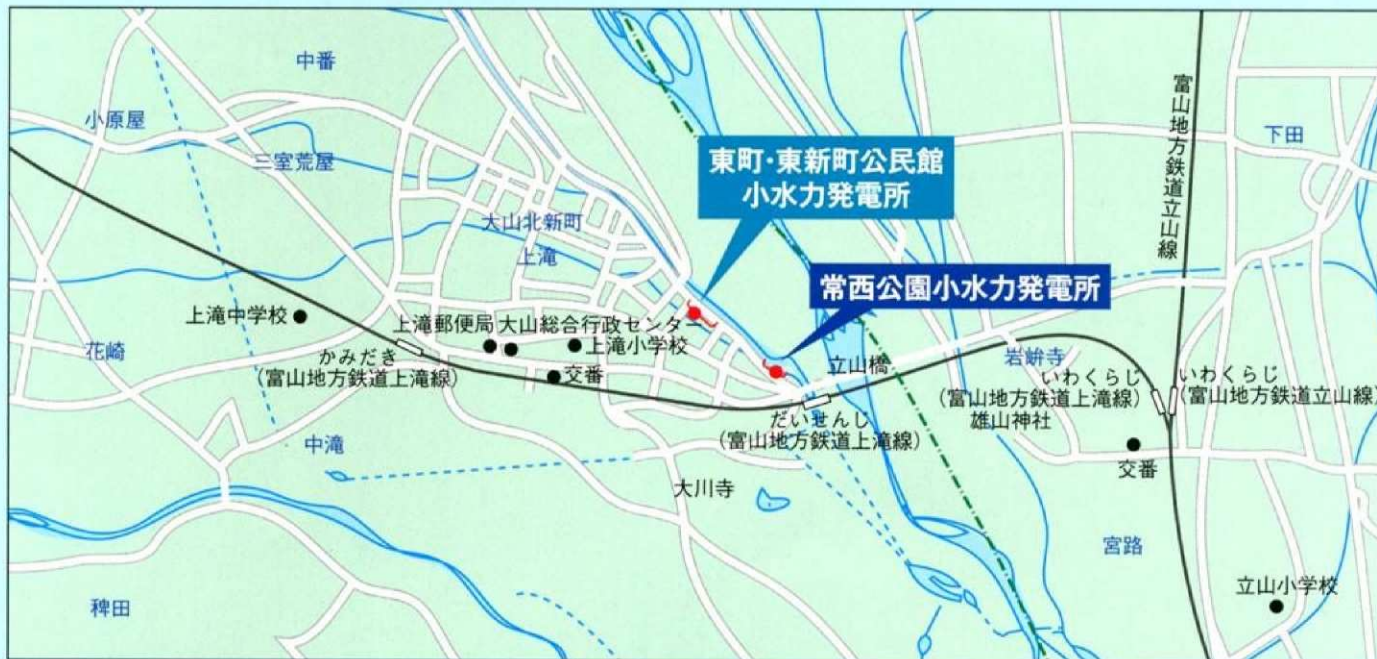 中番
小原屋
三室荒屋
東町・東新町公民館
小水力発電所
富山地方鉄道立山線
下田
大山北新町
上滝
常西公園小水力発電所
上滝中学校
上滝郵便局
大山総合行政センター
上滝小学校
花崎
かみだき
(富山地方鉄道上滝線)
交番
立山橋
岩峅寺
いわくらじ
(富山地方鉄道上滝線)
雄山神社
いわくらじ
(富山地方鉄道立山線)
だいせんじ
(富山地方鉄道上滝線)
中滝
大川寺
交番
宮路
稗田
立山小学校